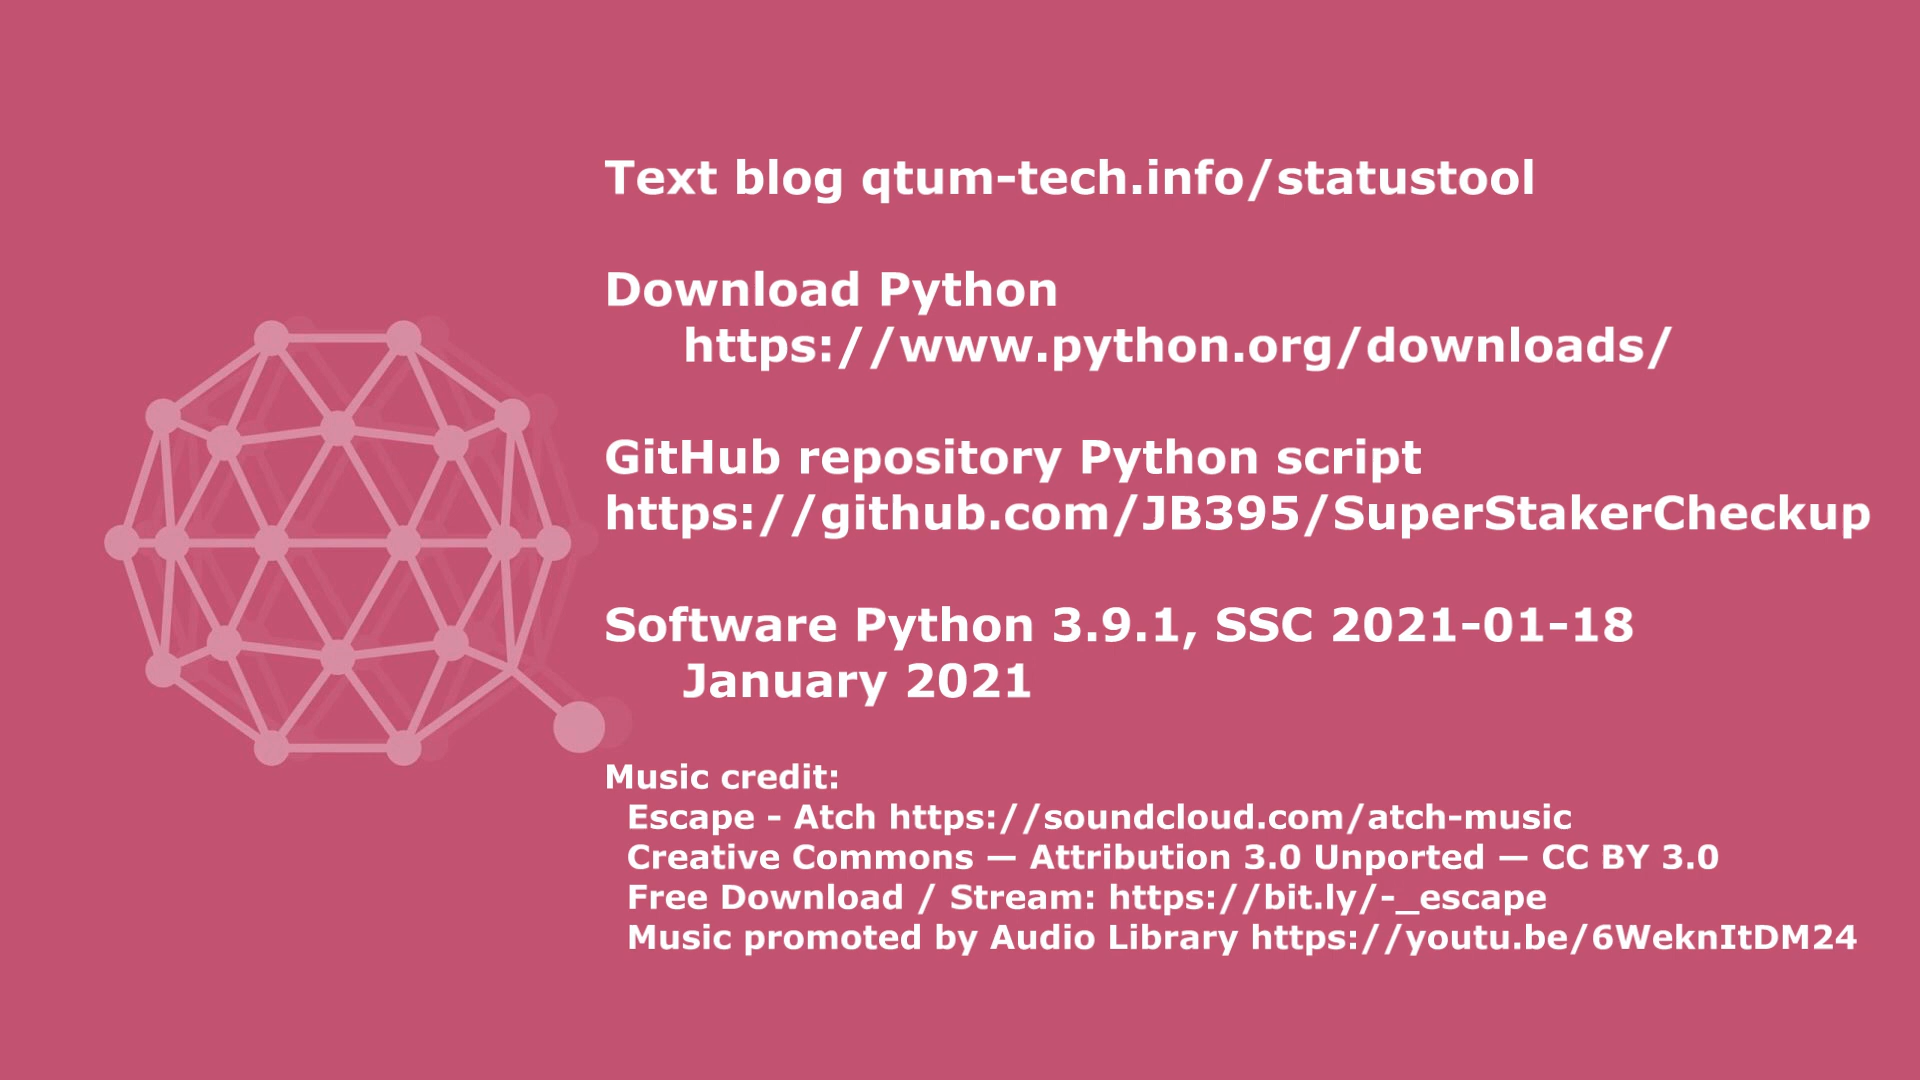 Text blog qtum-tech.info/statustool
Download Python
https://www.python.org/downloads/
GitHub repository Python script
https://github.com/JB395/SuperStakerCheckup
Software Python 3.9.1, SSC 2021-01-18
January 2021
Music credit:
Escape - Atch https://soundcloud.com/atch-music
Creative Commons — Attribution 3.0 Unported — CC BY 3.0
Free Download / Stream: https://bit.ly/-_escape
Music promoted by Audio Library https://youtu.be/6WeknItDM24